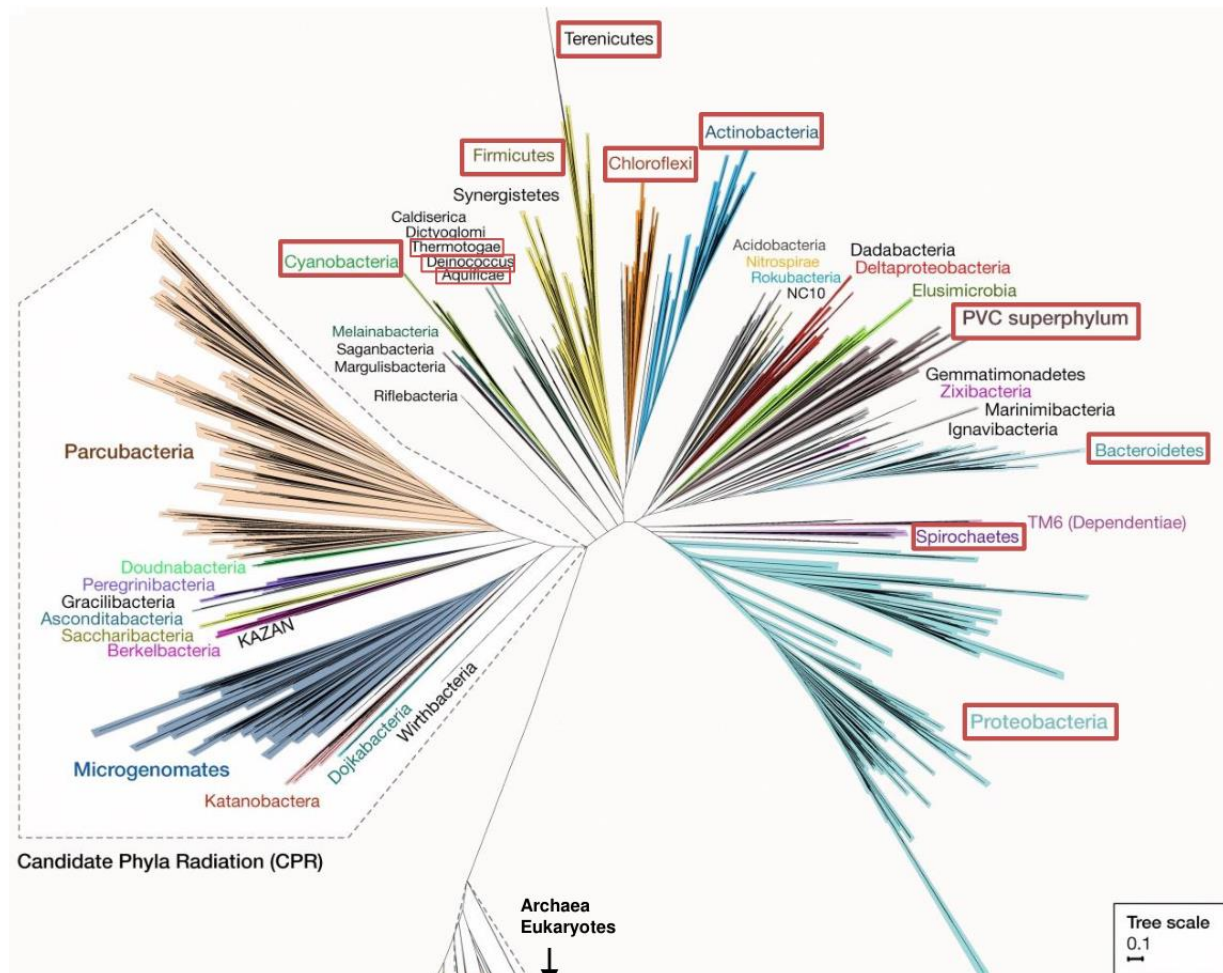 Terenicutes
Actinobacteria
Firmicutes
Chloroflexi
Synergistetes
Caldiserica
Dictyoglomi
Thermotogae
Deinococcus
Aquificae
Cyanobacteria
Melainabacteria
Saganbacteria
Margulisbacteria
Riflebacteria
Acidobacteria
Nitrospirae
Rokubacteria
NC10
Dadabacteria
Deltaproteobacteria
Elusimicrobia
PVC superphylum
Gemmatimonadetes
Zixibacteria
Marinimibacteria
Ignavibacteria
Bacteroidetes
TM6 (Dependentiae)
Spirochaetes
Proteobacteria
Parcubacteria
Doudnabacteria
Peregrinibacteria
Gracilibacteria
Asconditabacteria
Saccharibacteria
Berkelbacteria
KAZAN
Microgenomates
Katanobactera
Dojkabacteria
Wirthbacteria
Candidate Phyla Radiation (CPR)
Archaea
Eukaryotes
Tree scale
0.1